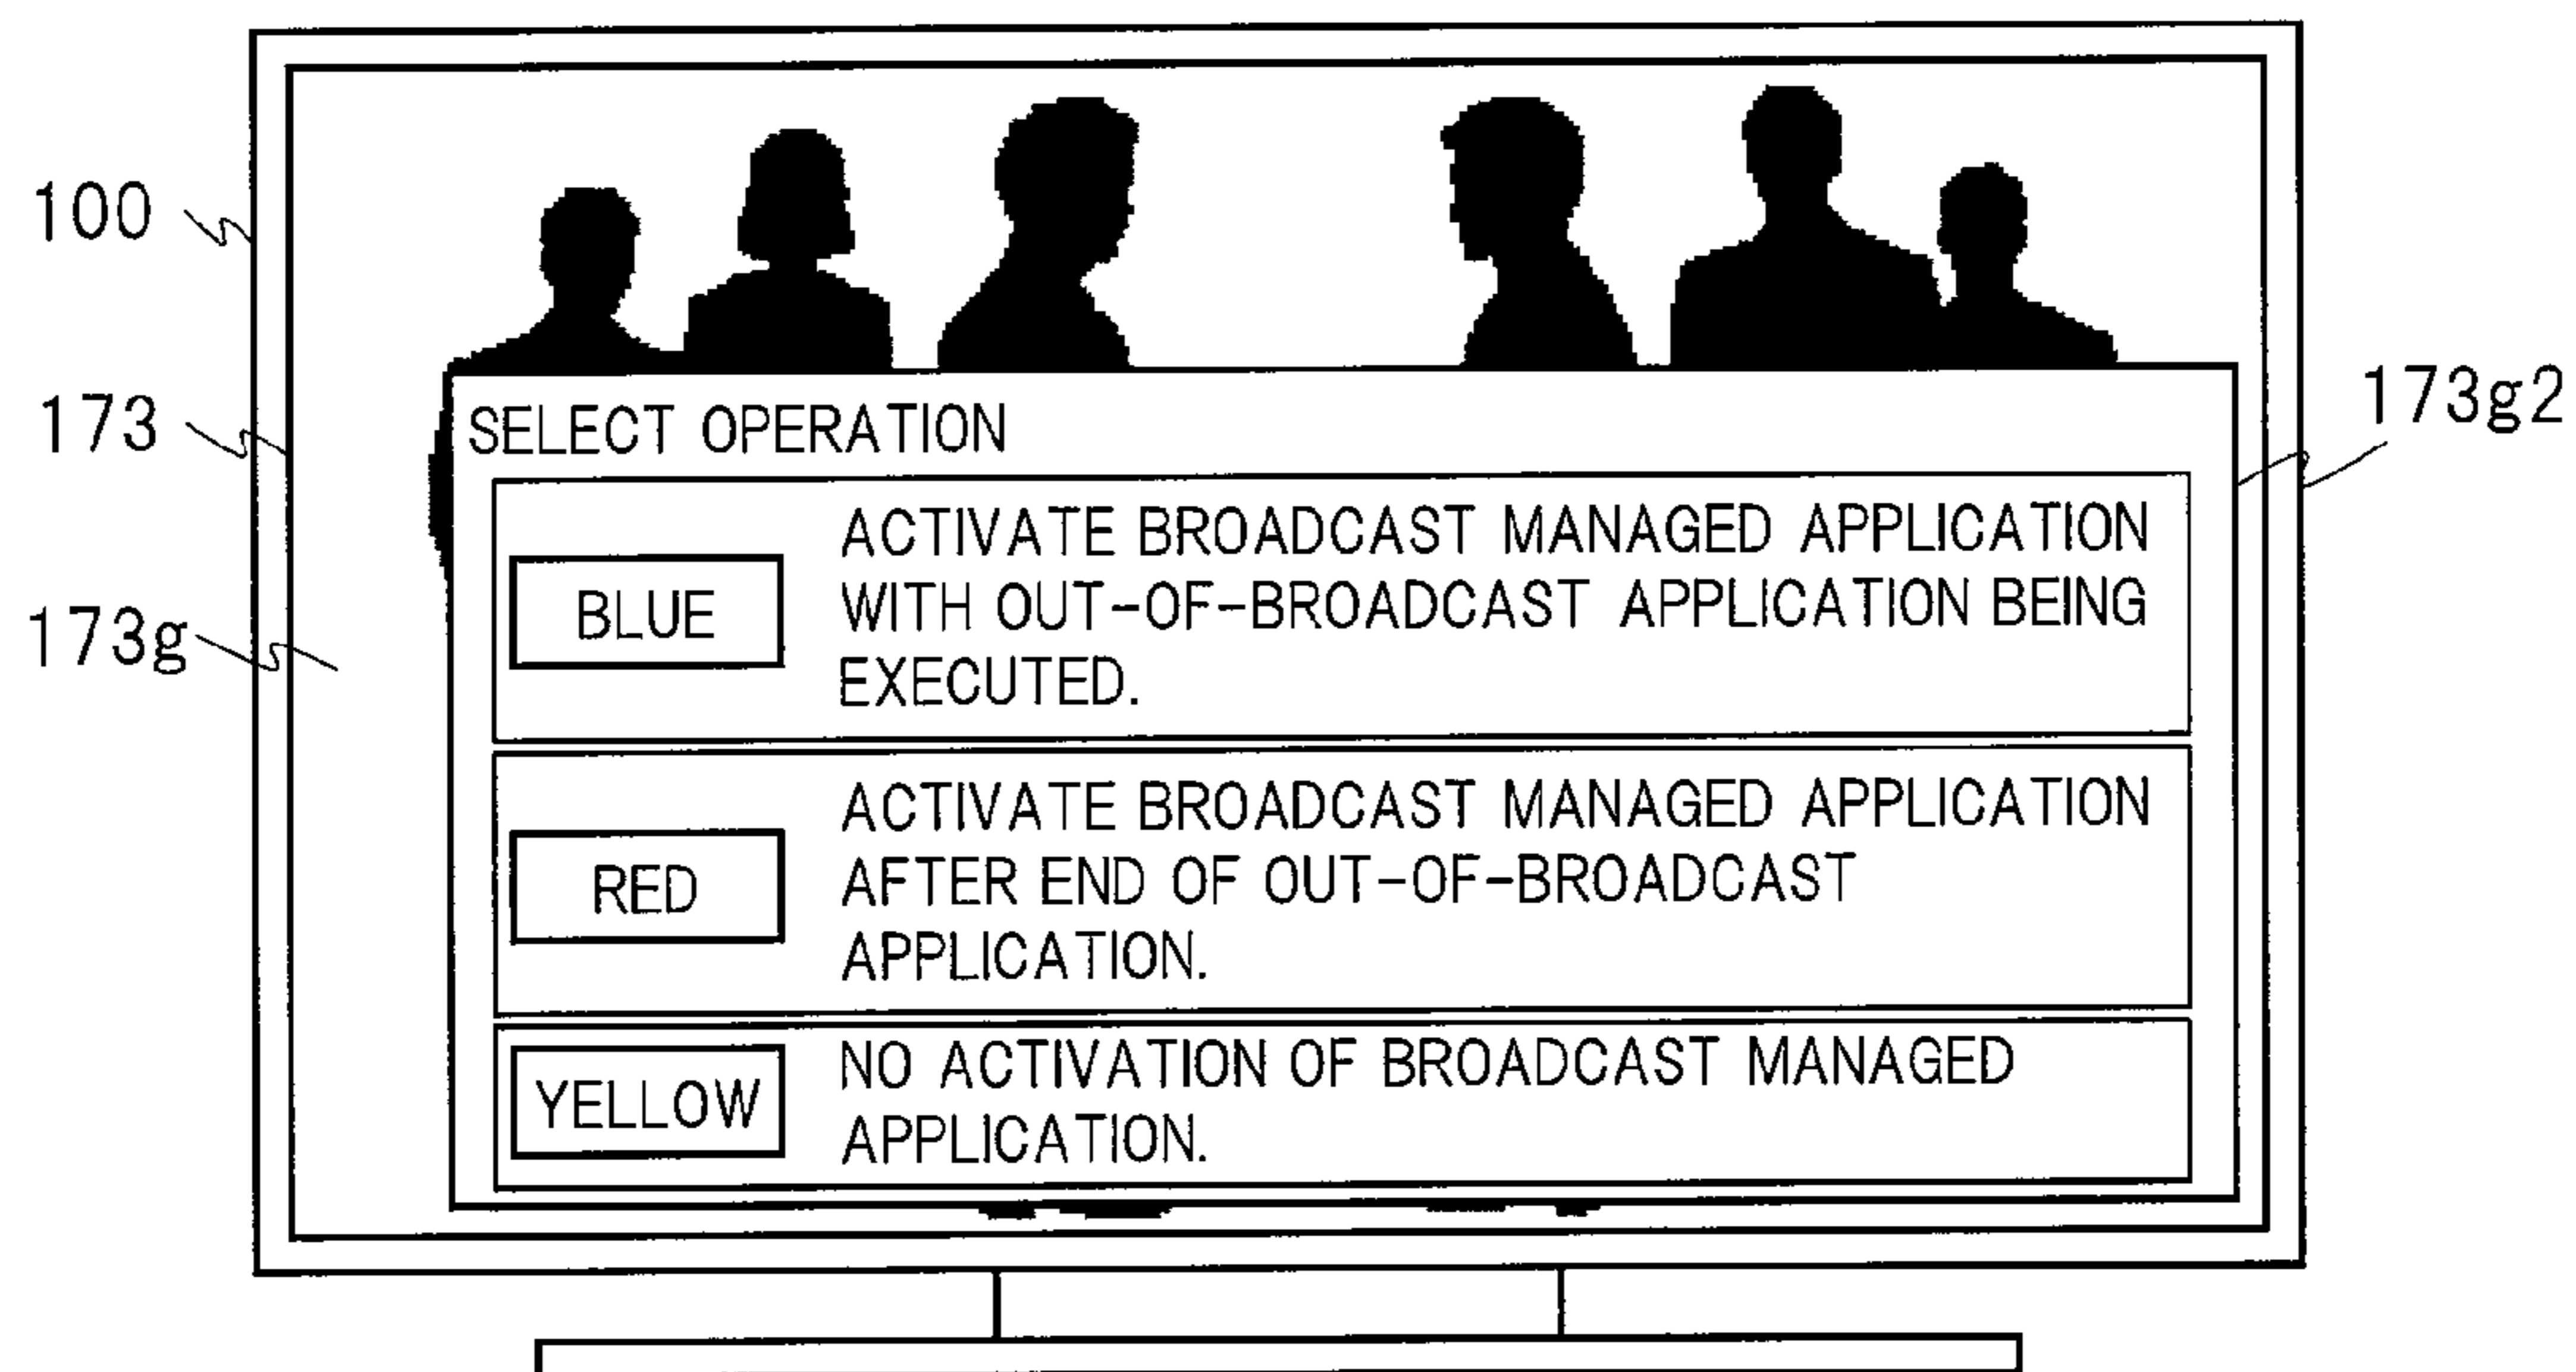 100
173
173g
173g2
SELECT OPERATION
BLUE
ACTIVATE BROADCAST MANAGED APPLICATION
WITH OUT-OF-BROADCAST APPLICATION BEING
EXECUTED.
RED
ACTIVATE BROADCAST MANAGED APPLICATION
AFTER END OF OUT-OF-BROADCAST
APPLICATION.
YELLOW
NO ACTIVATION OF BROADCAST MANAGED
APPLICATION.